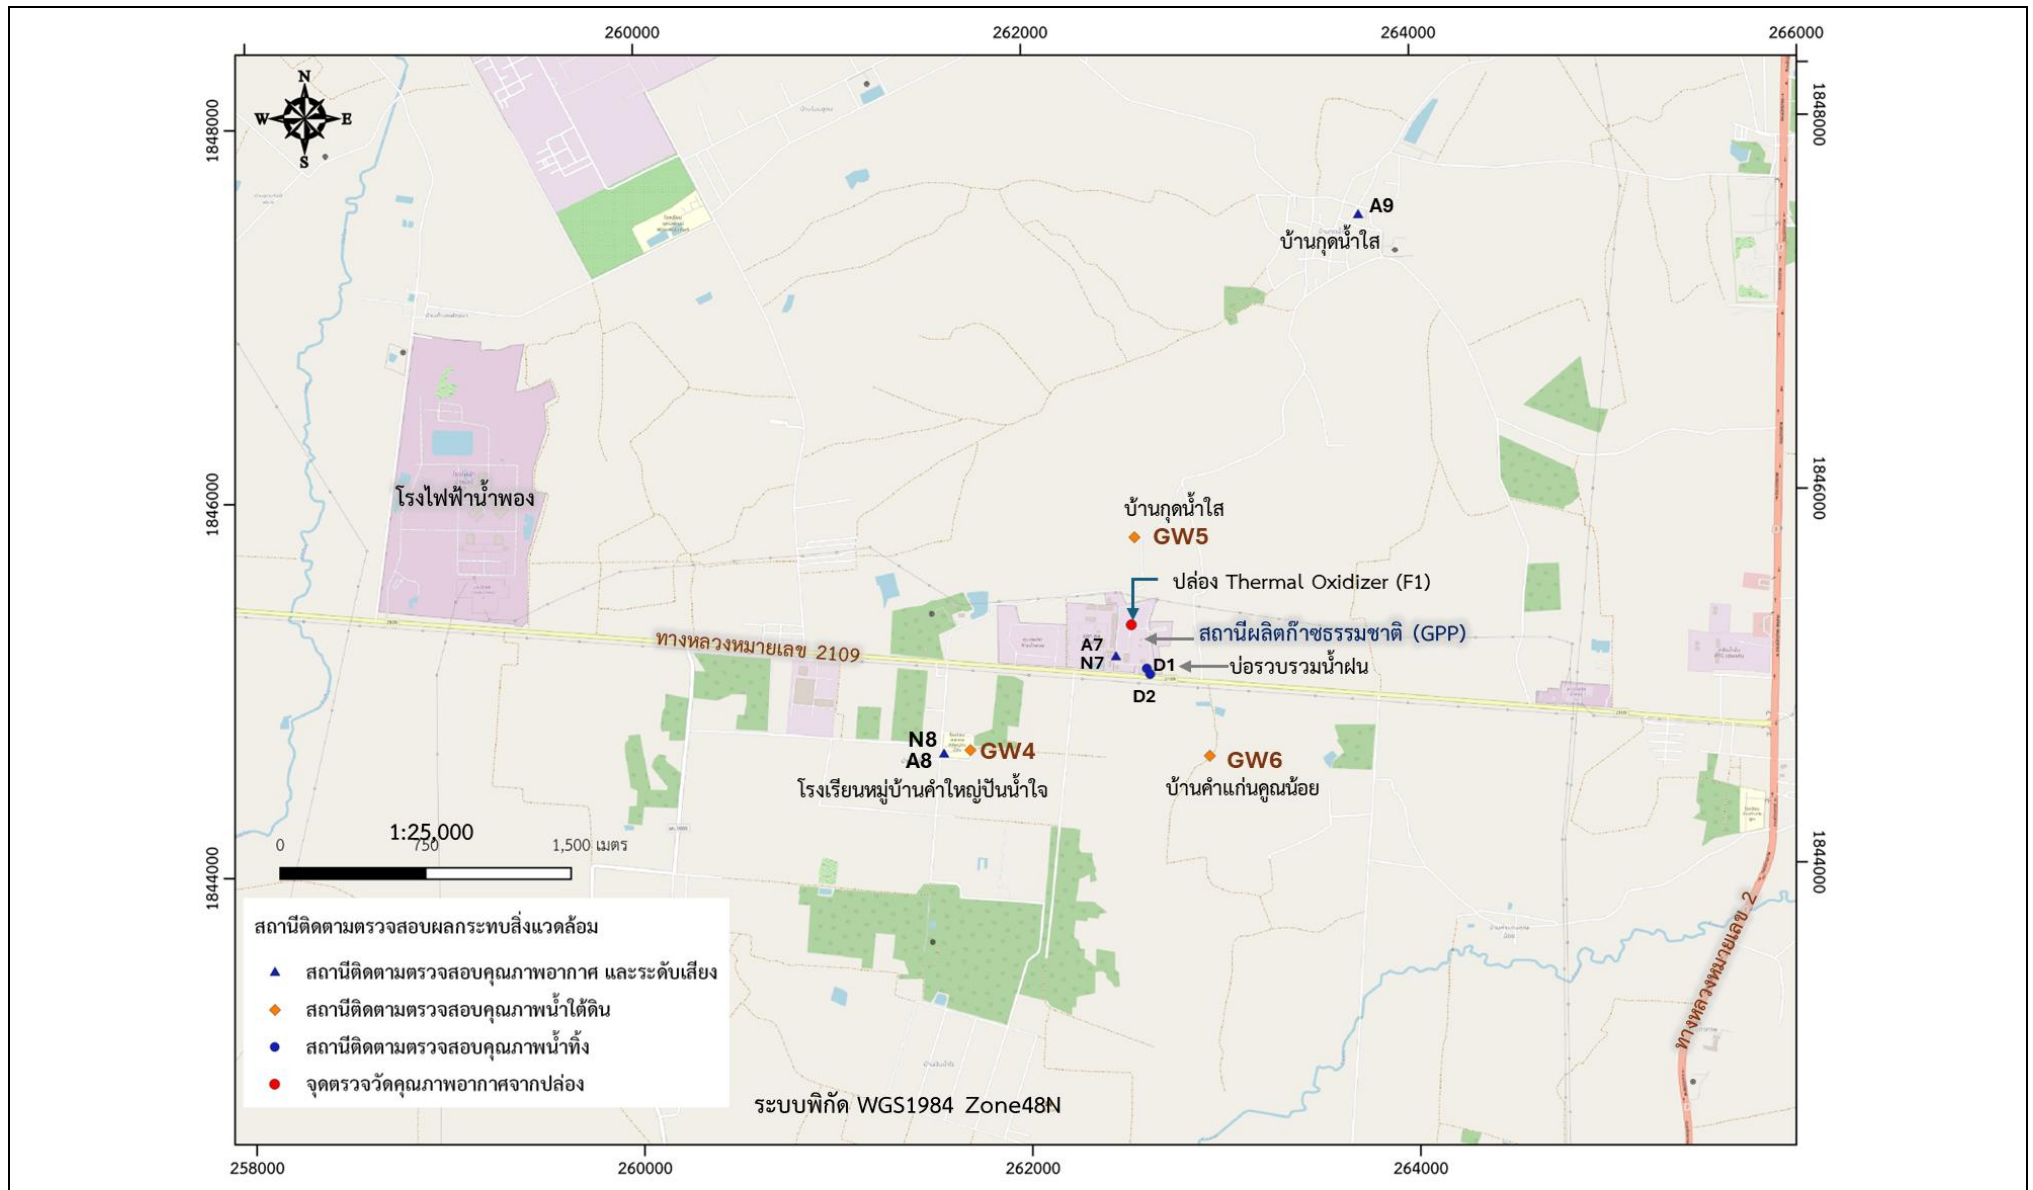 260000
262000
264000
266000
N
W
E
S
1848000
1848000
A9
บ้านกุดน้ำใส
โรงไฟฟ้าน้ำพอง
1846000
1846000
บ้านกุดน้ำใส
GW5
ปล่อง Thermal Oxidizer (F1)
สถานีผลิตก๊าซธรรมชาติ (GPP)
ทางหลวงหมายเลข 2109
A7
N7
D1
บ่อรวบรวมน้ำฝน
D2
N8
A8
GW4
GW6
โรงเรียนหมู่บ้านคำใหญ่ปันน้ำใจ
บ้านคำแก่นคูณน้อย
1:25,000
0
750
1,500 เมตร
1844000
1844000
ทางหลวงหมายเลข 2
สถานีติดตามตรวจสอบผลกระทบสิ่งแวดล้อม
สถานีติดตามตรวจสอบคุณภาพอากาศ และระดับเสียง
สถานีติดตามตรวจสอบคุณภาพน้ำใต้ดิน
สถานีติดตามตรวจสอบคุณภาพน้ำทิ้ง
จุดตรวจวัดคุณภาพอากาศจากปล่อง
ระบบพิกัด WGS1984 Zone48N
258000
260000
262000
264000